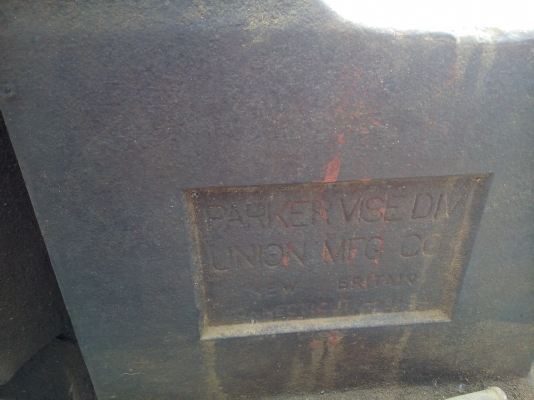 PARKER VISE DIV
UNION MFG CO
NEW BRITAIN